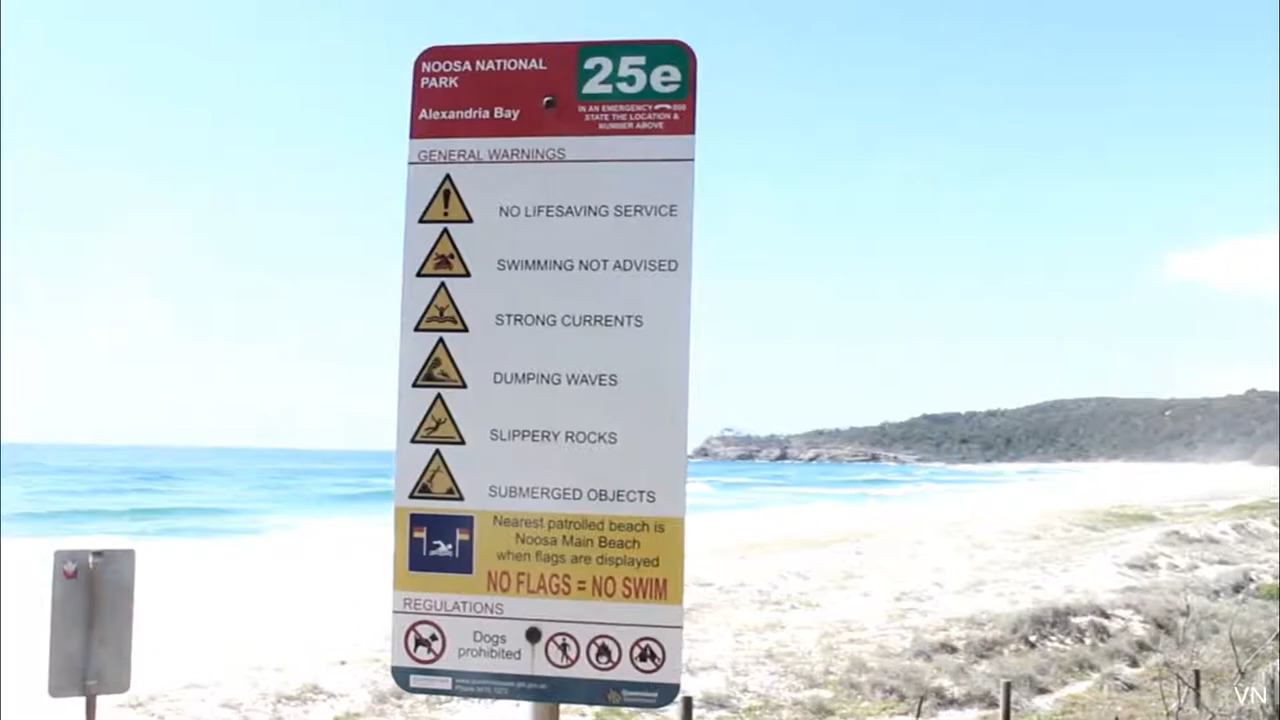 NOOSA NATIONAL
PARK
Alexandria Bay
25e
IN AN EMERGENCY 000
STATE THE LOCATION &
NUMBER ABOVE
GENERAL WARNINGS
NO LIFESAVING SERVICE
SWIMMING NOT ADVISED
STRONG CURRENTS
DUMPING WAVES
SLIPPERY ROCKS
SUBMERGED OBJECTS
Nearest patrolled beach is
Noosa Main Beach
when flags are displayed
NO FLAGS = NO SWIM
REGULATIONS
Dogs
prohibited
Queensland
Government
VN